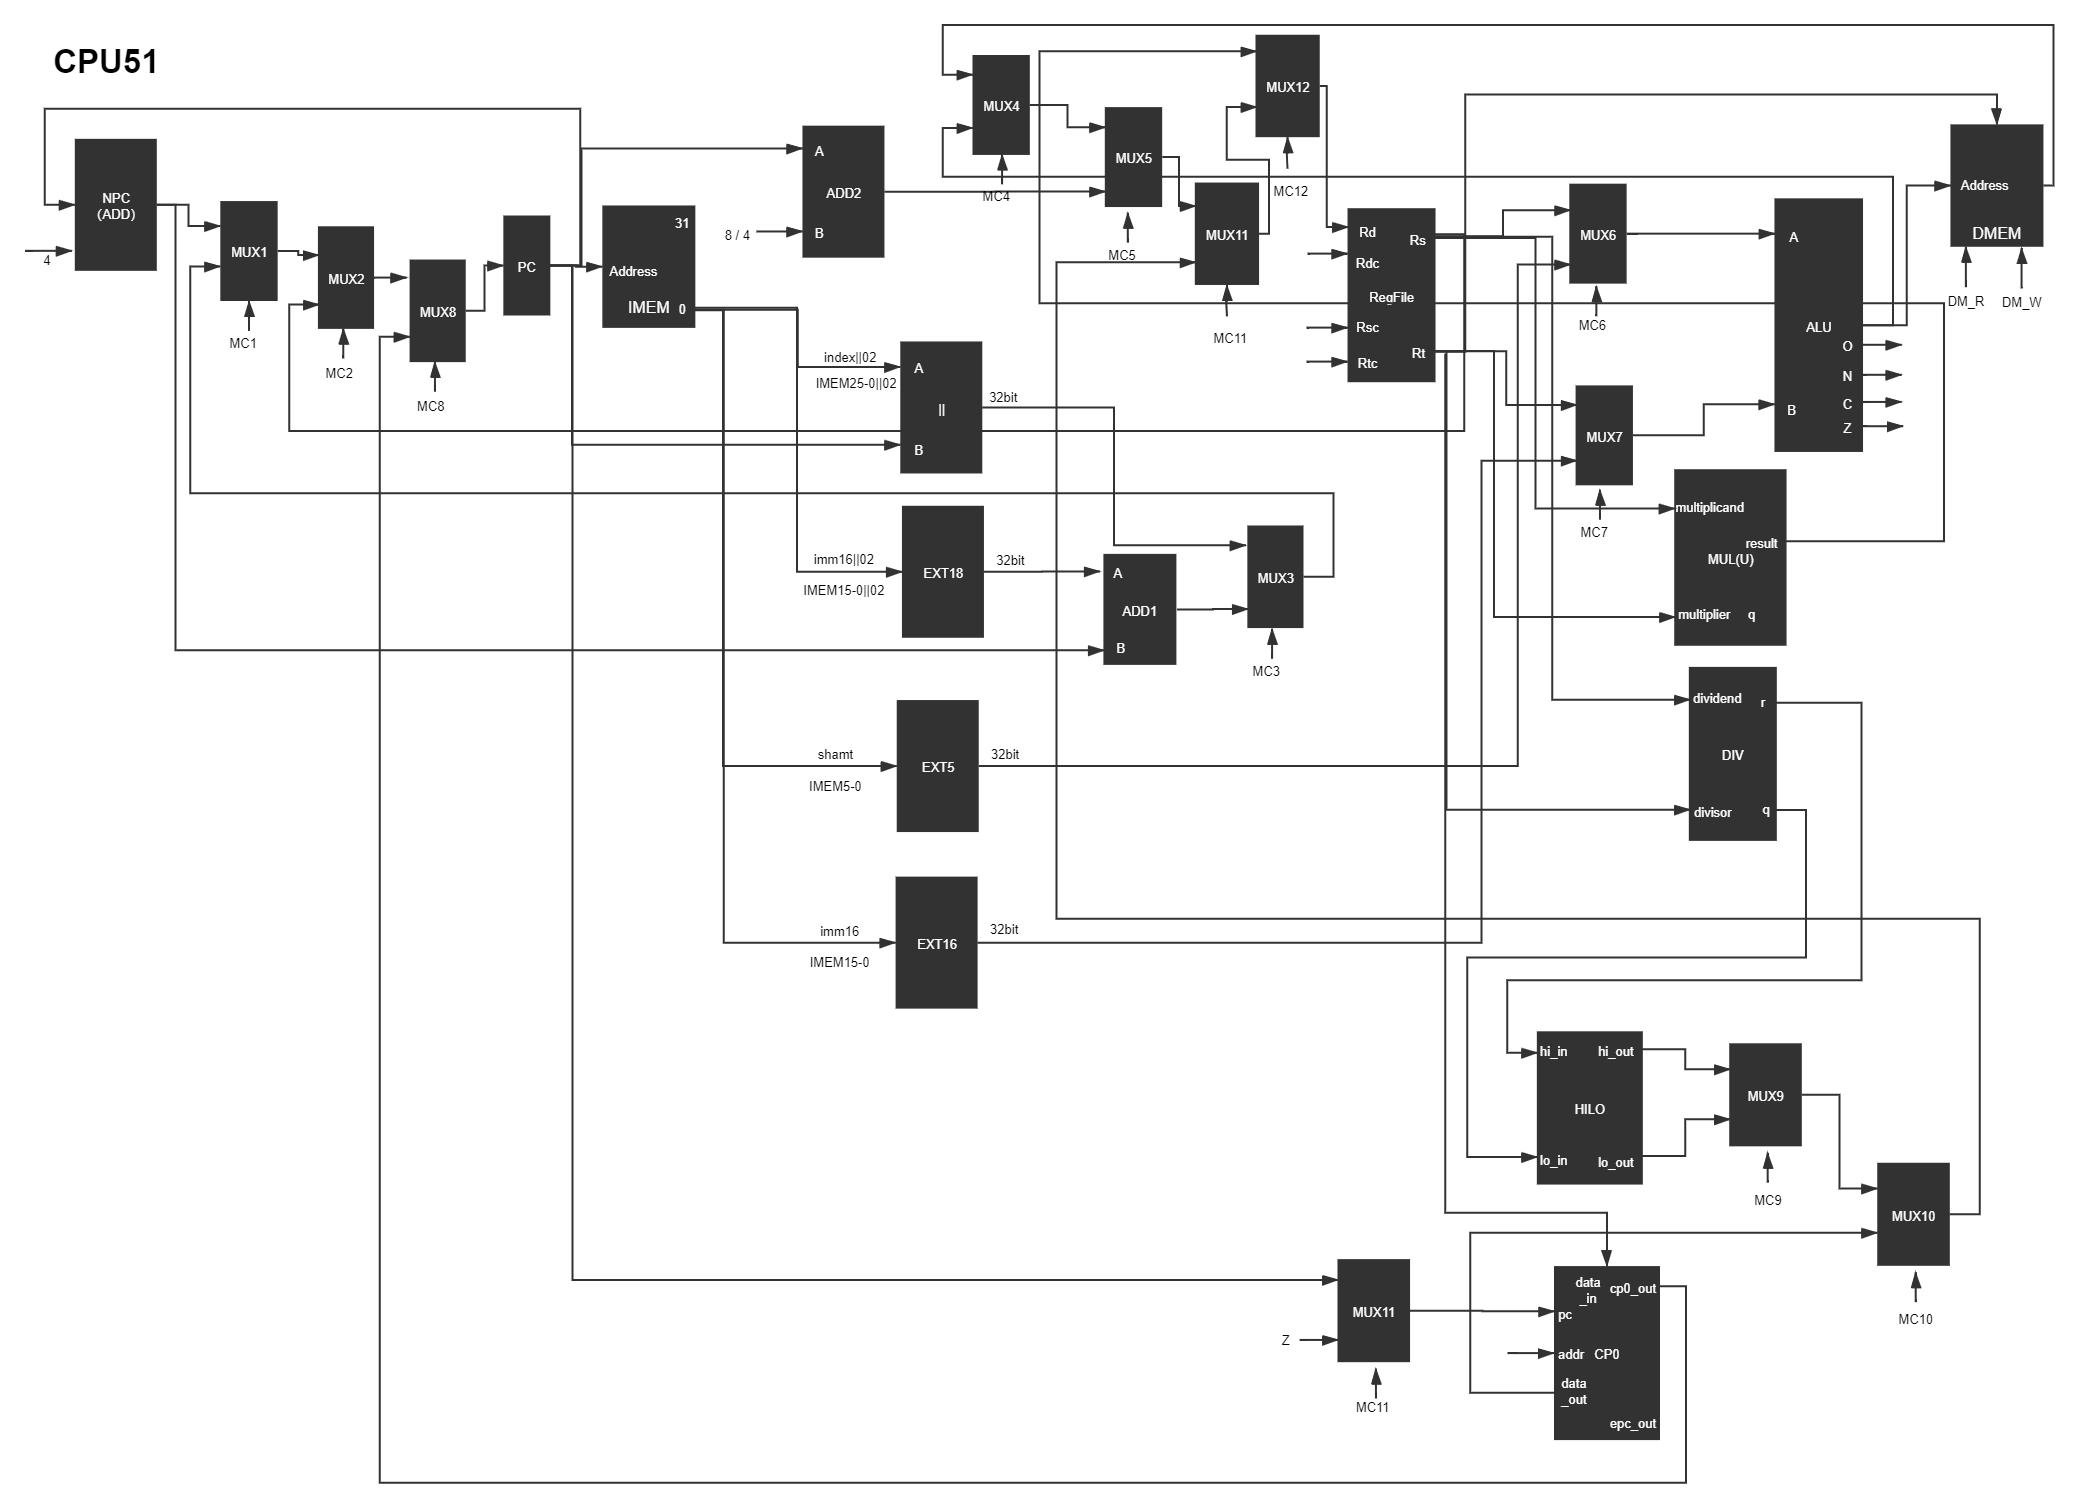 CPU51
NPC
(ADD)
4
MUX1
MC1
MUX2
MC2
MUX8
MC8
PC
31
Address
IMEM 0
A
ADD2
B
8 / 4
MUX4
MC4
MUX5
MC5
MUX11
MC11
MUX12
MC12
Rd
Rs
Rdc
RegFile
Rsc
Rt
Rtc
MUX6
MC6
MUX7
MC7
A
ALU
O
N
C
B
Z
Address
DMEM
DM_R
DM_W
index||02
IMEM25-0||02
A
||
B
32bit
imm16||02
IMEM15-0||02
EXT18
32bit
A
ADD1
B
MUX3
MC3
multiplicand
result
MUL(U)
multiplier q
dividend r
DIV
divisor q
shamt
IMEM5-0
EXT5
32bit
imm16
IMEM15-0
EXT16
32bit
hi_in hi_out
HILO
lo_in lo_out
MUX9
MC9
MUX10
MC10
Z
MUX11
MC11
data
_in
cp0_out
pc
addr CP0
data
_out
epc_out